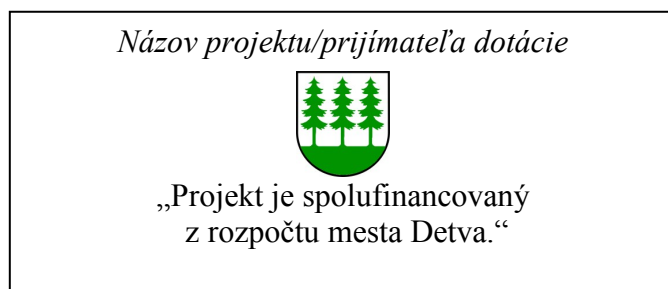 Názov projektu/prijímateľa dotácie
„Projekt je spolufinancovaný
z rozpočtu mesta Detva.“